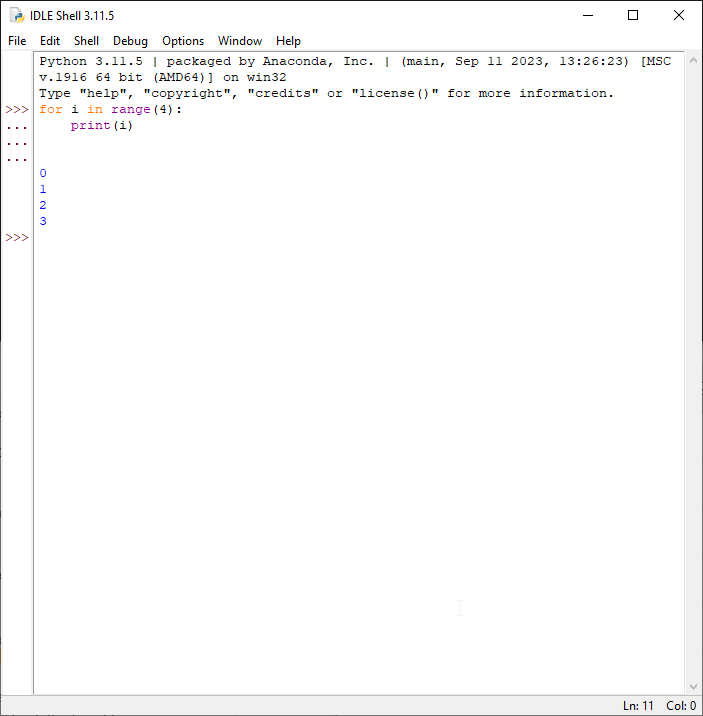 IDLE Shell 3.11.5
File Edit Shell Debug Options Window Help
Python 3.11.5 | packaged by Anaconda, Inc. | (main, Sep 11 2023, 13:26:23) [MSC
v.1916 64 bit (AMD64)] on win32
Type "help", "copyright", "credits" or "license()" for more information.
>>> for i in range(4):
...     print(i)
...
...
0
1
2
3
>>>
Ln: 11 Col: 0